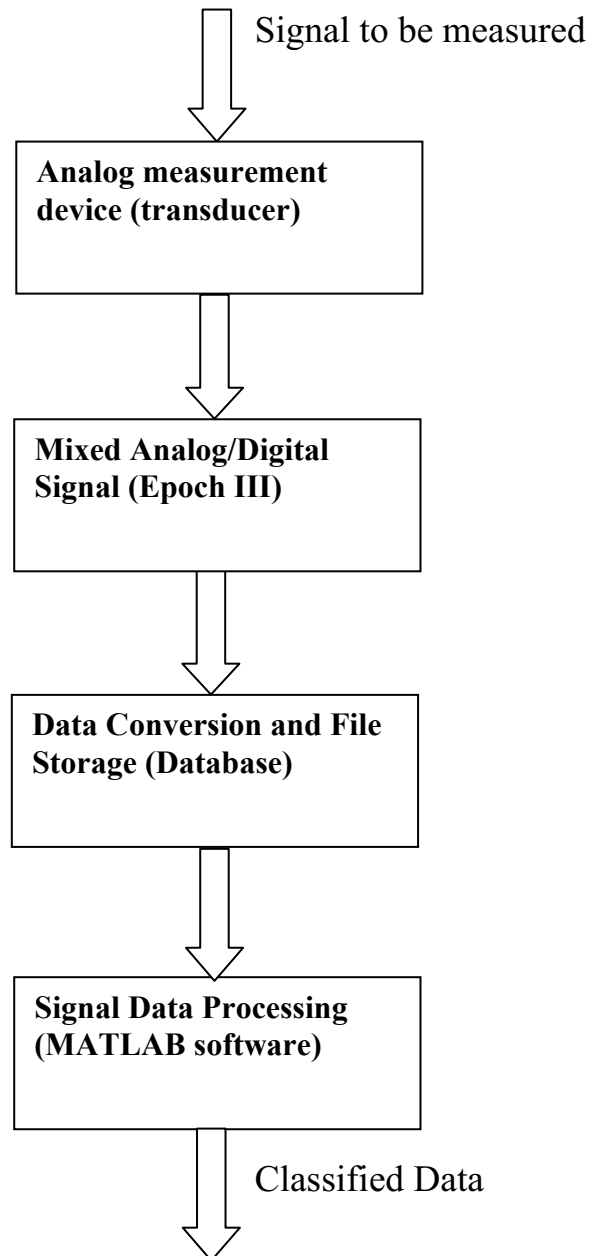 Signal to be measured
Analog measurement
device (transducer)
Mixed Analog/Digital
Signal (Epoch III)
Data Conversion and File
Storage (Database)
Signal Data Processing
(MATLAB software)
Classified Data